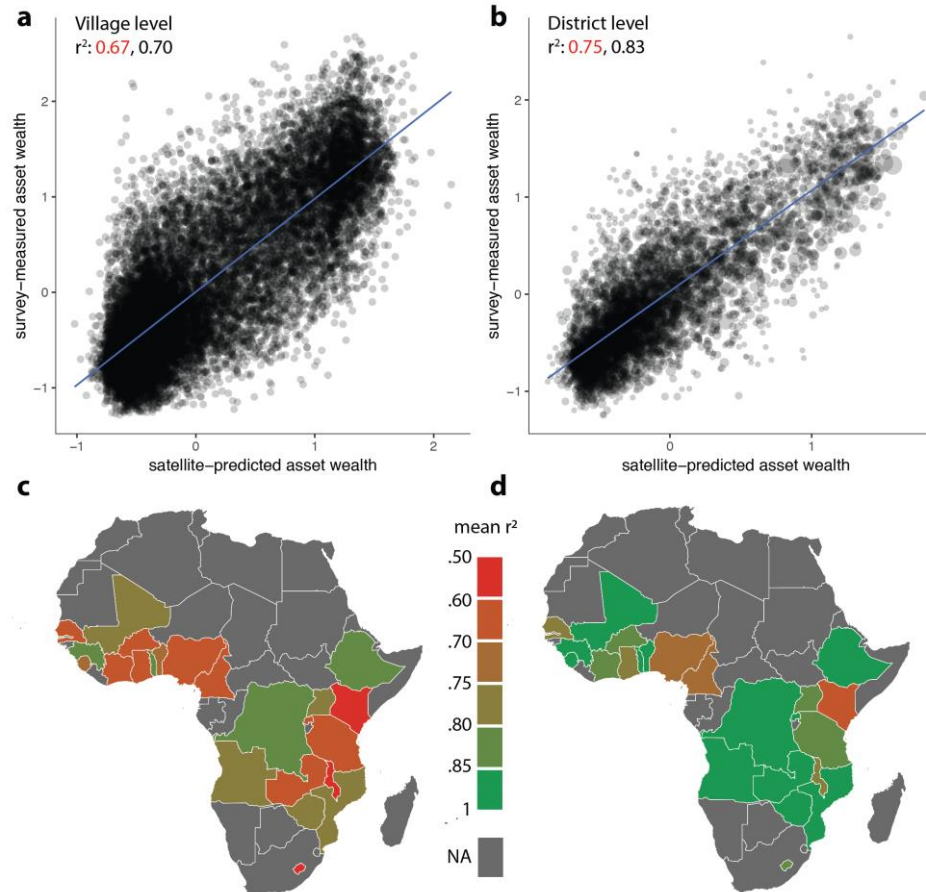 a
Village level
r²: 0.67, 0.70
survey-measured asset wealth
2
1
0
−1
−1
0
1
2
satellite-predicted asset wealth
b
District level
r²: 0.75, 0.83
survey-measured asset wealth
2
1
0
−1
0
1
satellite-predicted asset wealth
c
mean r²
.50
.60
.70
.75
.80
.85
1
NA
d